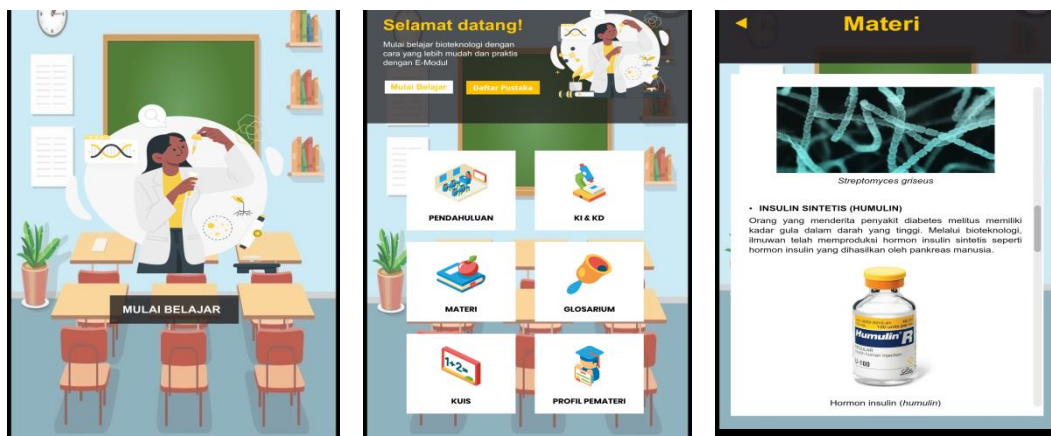 MULAI BELAJAR
Selamat datang!
Mulai belajar bioteknologi dengan
cara yang lebih mudah dan praktis
dengan E-Modul
Mulai Belajar
Daftar Pustaka
PENDAHULUAN
KI & KD
MATERI
GLOSARIUM
1+2=
KUIS
PROFIL PEMATERI
Materi
Streptomyces griseus
• INSULIN SINTETIS (HUMULIN)
Orang yang menderita penyakit diabetes melitus memiliki
kadar gula dalam darah yang tinggi. Melalui bioteknologi,
ilmuwan telah memproduksi hormon insulin sintetis seperti
hormon insulin yang dihasilkan oleh pankreas manusia.
Humulin R
U-100
Lilly
Hormon insulin (humulin)